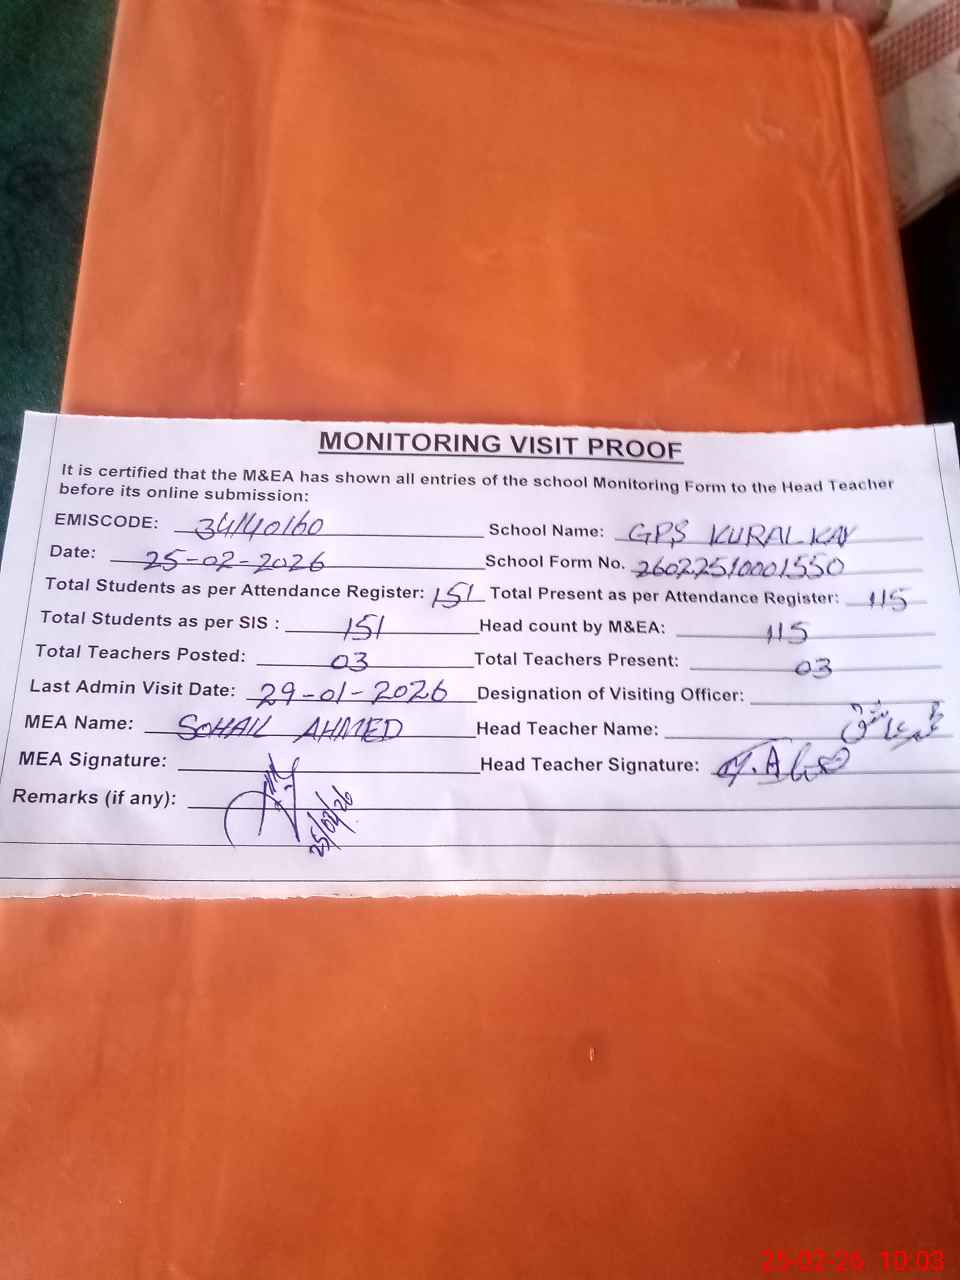 MONITORING VISIT PROOF
It is certified that the M&EA has shown all entries of the school Monitoring Form to the Head Teacher
before its online submission:
EMISCODE: 34140160 School Name: GPS KURAL KAY
Date: 25-02-2026 School Form No. 26022510001550
Total Students as per Attendance Register: 151 Total Present as per Attendance Register: 115
Total Students as per SIS : 151 Head count by M&EA: 115
Total Teachers Posted: 03 Total Teachers Present: 03
Last Admin Visit Date: 29-01-2026 Designation of Visiting Officer:
MEA Name: SOHAIL AHMED Head Teacher Name: محمد عاشق
MEA Signature: Head Teacher Signature:
Remarks (if any):
25/02/26
25-02-26 10:03